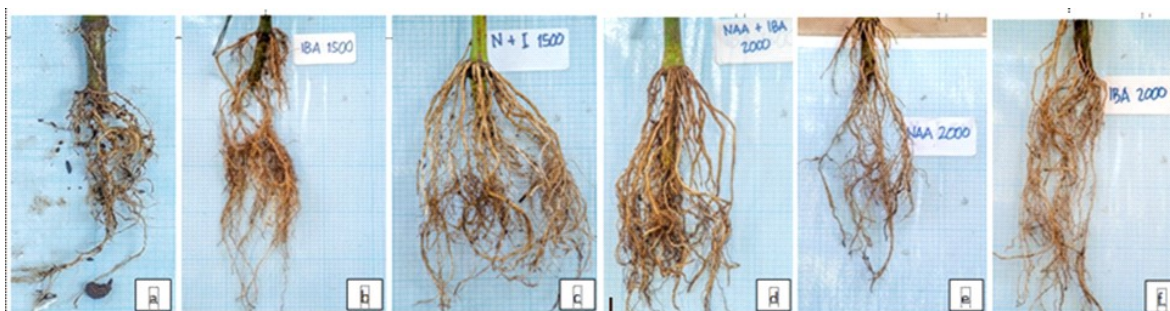 IBA 1500
N + I 1500
NAA + IBA
2000
NAA 2000
IBA 2000
a
b
c
d
e
f